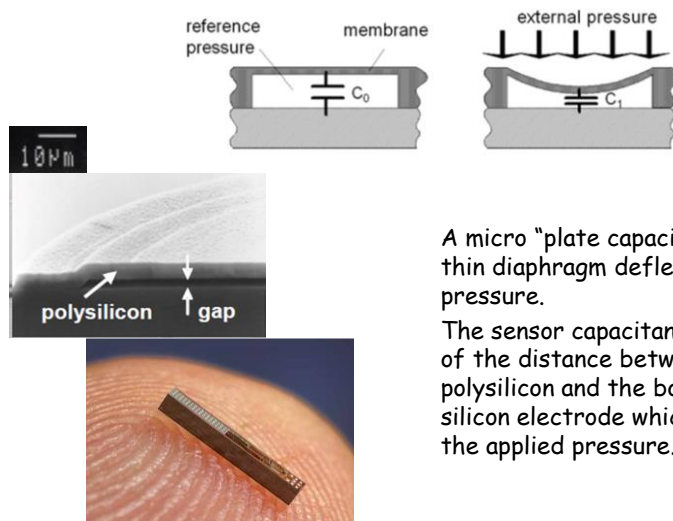 reference
pressure
membrane
external pressure
C0
C1
10µm
polysilicon
gap
A micro "plate
thin diaphragm
pressure.
The sensor
of the distance
polysilicon and the
silicon electrode
the applied pressure.